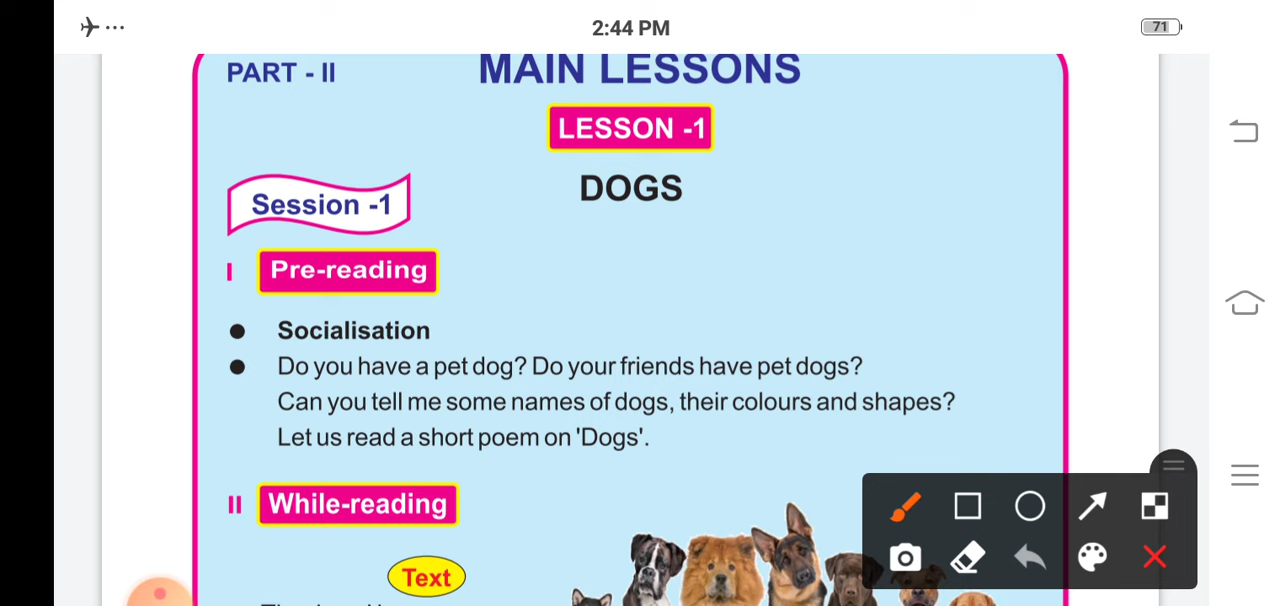 2:44 PM
71
PART - II
MAIN LESSONS
LESSON -1
DOGS
Session -1
I Pre-reading
● Socialisation
● Do you have a pet dog? Do your friends have pet dogs?
Can you tell me some names of dogs, their colours and shapes?
Let us read a short poem on 'Dogs'.
II While-reading
Text